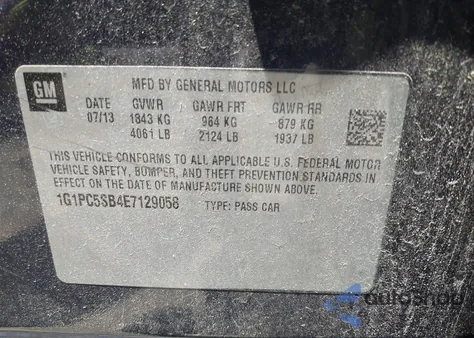 GM
MFD BY GENERAL MOTORS LLC
DATE GVWR GAWR FRT GAWR RR
07/13 1843 KG 964 KG 879 KG
4061 LB 2124 LB 1937 LB
THIS VEHICLE CONFORMS TO ALL APPLICABLE U.S. FEDERAL MOTOR
VEHICLE SAFETY, BUMPER, AND THEFT PREVENTION STANDARDS IN
EFFECT ON THE DATE OF MANUFACTURE SHOWN ABOVE.
1G1PC5SB4E7129058 TYPE: PASS CAR
autoshop